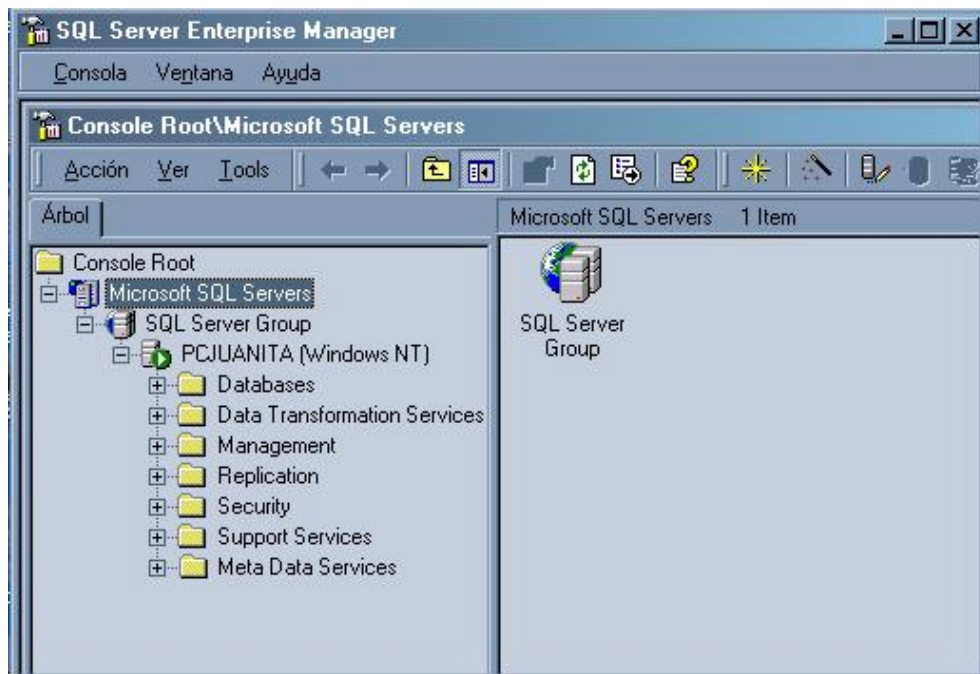 SQL Server Enterprise Manager
Consola Ventana Ayuda
Console Root\Microsoft SQL Servers
Acción Ver Tools
Árbol
Microsoft SQL Servers 1 Item
Console Root
Microsoft SQL Servers
SQL Server Group
PCJUANITA (Windows NT)
Databases
Data Transformation Services
Management
Replication
Security
Support Services
Meta Data Services
SQL Server
Group